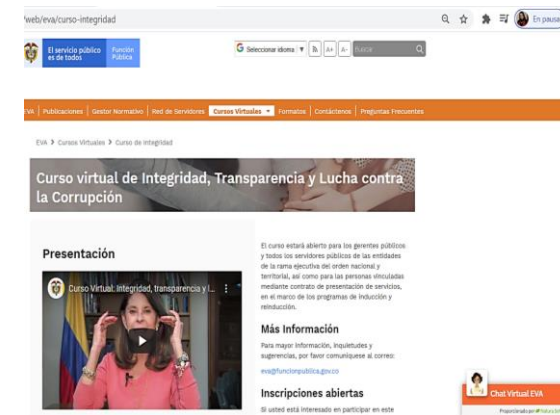 /web/eva/curso-integridad
En pausa
El servicio público
es de todos
Función
Pública
Seleccionar idioma
A+
A-
Buscar
EVA | Publicaciones | Gestor Normativo | Red de Servidores | Cursos Virtuales | Formatos | Contáctenos | Preguntas Frecuentes
EVA > Cursos Virtuales > Curso de Integridad
Curso virtual de Integridad, Transparencia y Lucha contra
la Corrupción
Presentación
Curso Virtual: Integridad, transparencia y l...
El curso estará abierto para los gerentes públicos
y todos los servidores públicos de las entidades
de la rama ejecutiva del orden nacional y
territorial, así como para las personas vinculadas
mediante contrato de presentación de servicios,
en el marco de los programas de inducción y
reinducción.
Más Información
Para mayor información, inquietudes y
sugerencias, por favor comuníquese al correo:
eva@funcionpublica.gov.co
Inscripciones abiertas
Si usted está interesado en participar en este
Chat Virtual EVA
Proporcionado por